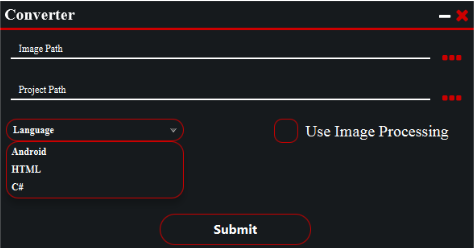 Converter
Image Path
Project Path
Language
Use Image Processing
Android
HTML
C#
Submit